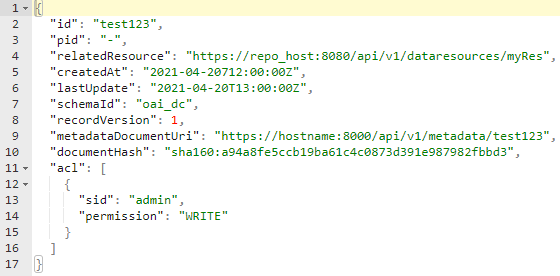 1 {
2 "id": "test123",
3 "pid": "-",
4 "relatedResource": "https://repo_host:8080/api/v1/dataresources/myRes",
5 "createdAt": "2021-04-20T12:00:00Z",
6 "lastUpdate": "2021-04-20T13:00:00Z",
7 "schemaId": "oai_dc",
8 "recordVersion": 1,
9 "metadataDocumentUri": "https://hostname:8000/api/v1/metadata/test123",
10 "documentHash": "sha160:a94a8fe5ccb19ba61c4c0873d391e987982fbbd3",
11 "acl": [
12 {
13 "sid": "admin",
14 "permission": "WRITE"
15 }
16 ]
17 }